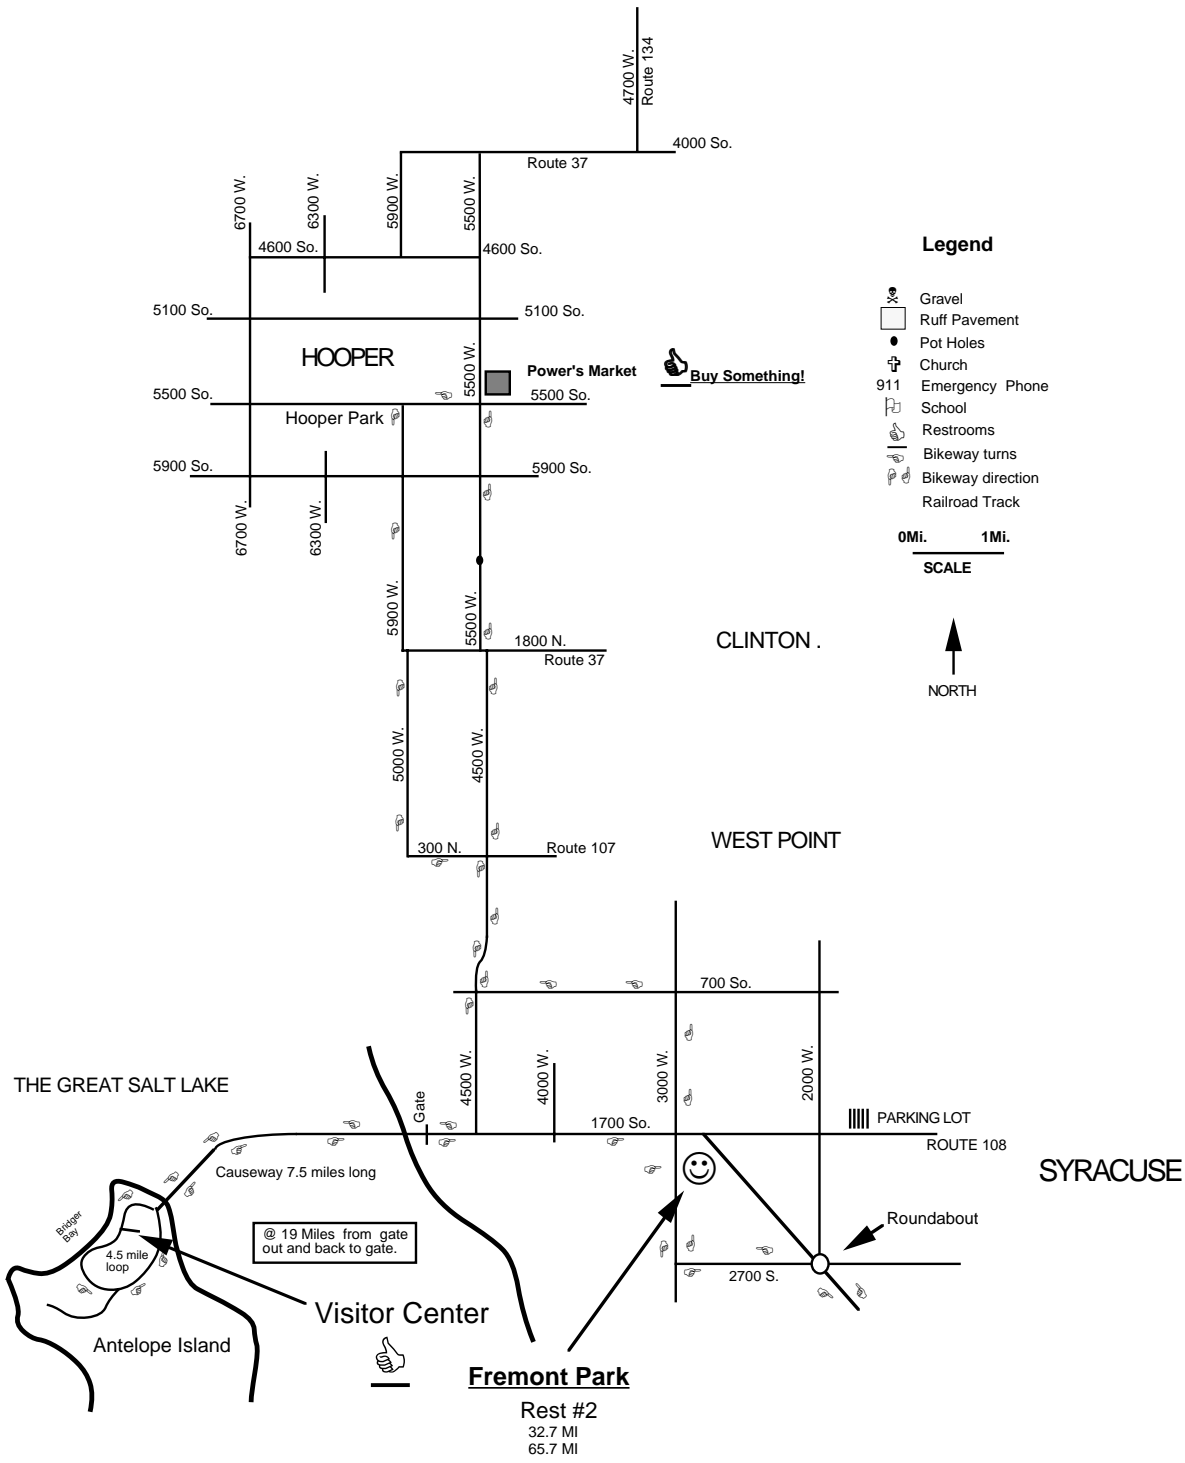 4700 W.
Route 134
4000 So.
Route 37
6700 W.
6300 W.
5900 W.
5500 W.
4600 So.
4600 So.
Legend
Gravel
Ruff Pavement
Pot Holes
Church
911 Emergency Phone
School
Restrooms
Bikeway turns
Bikeway direction
Railroad Track
0Mi. 1Mi.
SCALE
NORTH
5100 So.
5100 So.
HOOPER
5500 W.
Power's Market
Buy Something!
5500 So.
5500 So.
Hooper Park
5900 So.
5900 So.
6700 W.
6300 W.
5900 W.
5500 W.
1800 N.
Route 37
CLINTON .
5000 W.
4500 W.
300 N.
Route 107
WEST POINT
700 So.
THE GREAT SALT LAKE
4500 W.
4000 W.
3000 W.
2000 W.
Gate
1700 So.
PARKING LOT
ROUTE 108
SYRACUSE
Causeway 7.5 miles long
Bridger
Bay
@ 19 Miles from gate
out and back to gate.
4.5 mile
loop
Roundabout
2700 S.
Visitor Center
Antelope Island
Fremont Park
Rest #2
32.7 MI
65.7 MI